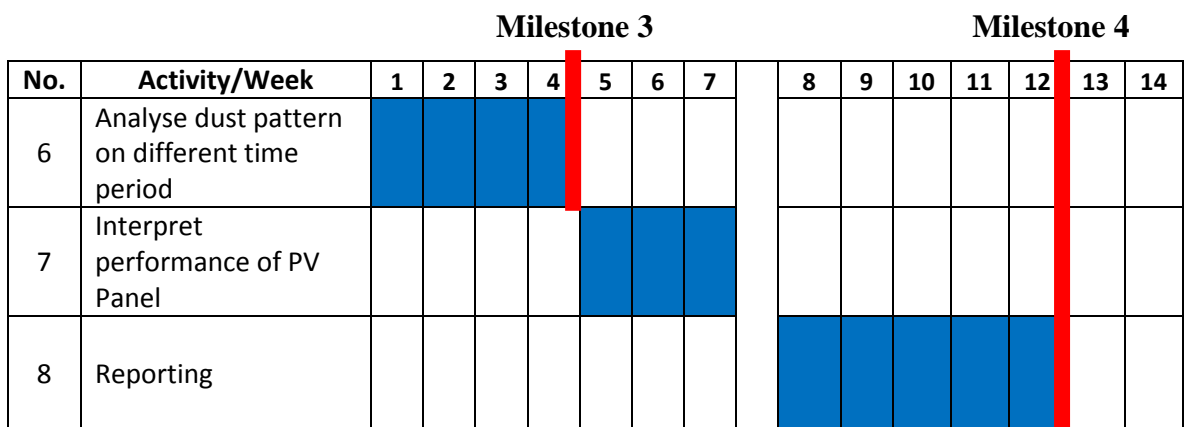 Milestone 3 Milestone 4
No. Activity/Week 1 2 3 4 5 6 7 8 9 10 11 12 13 14
Analyse dust pattern
6 on different time
period
Interpret
7 performance of PV
Panel
8 Reporting